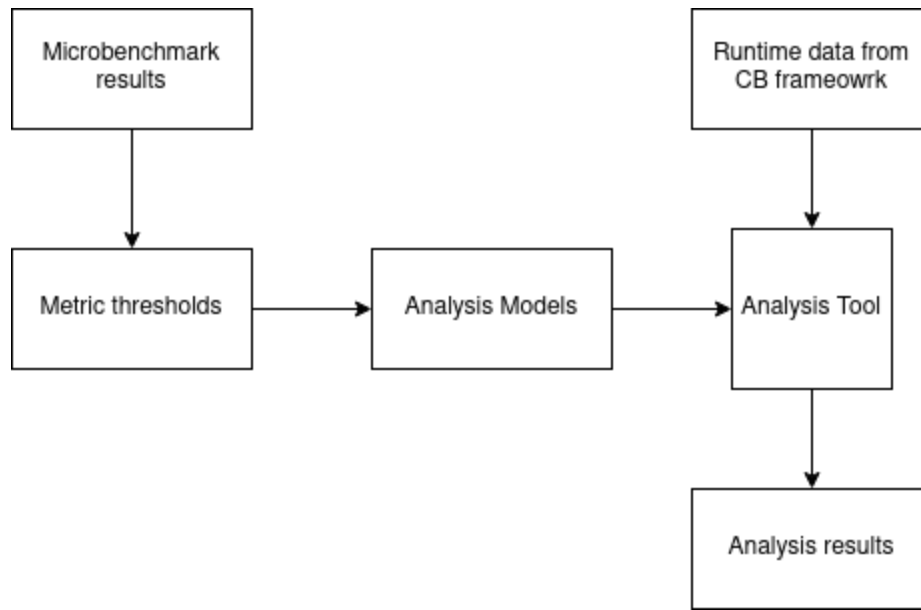 Microbenchmark
results
Runtime data from
CB frameowrk
Metric thresholds
Analysis Models
Analysis Tool
Analysis results